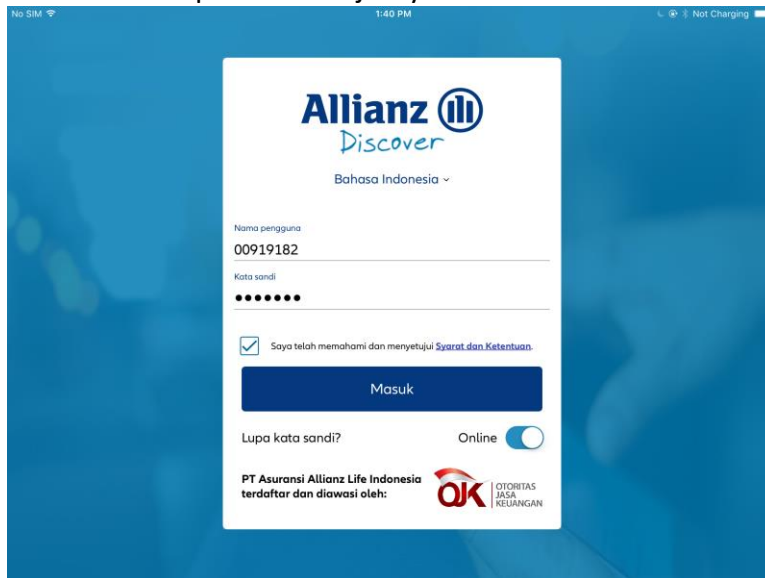 No SIM 1:40 PM Not Charging
Allianz
Discover
Bahasa Indonesia
Nama pengguna
00919182
Kata sandi
●●●●●●●
Saya telah memahami dan menyetujui Syarat dan Ketentuan.
Masuk
Lupa kata sandi? Online
PT Asuransi Allianz Life Indonesia
terdaftar dan diawasi oleh:
OJK
OTORITAS
JASA
KEUANGAN